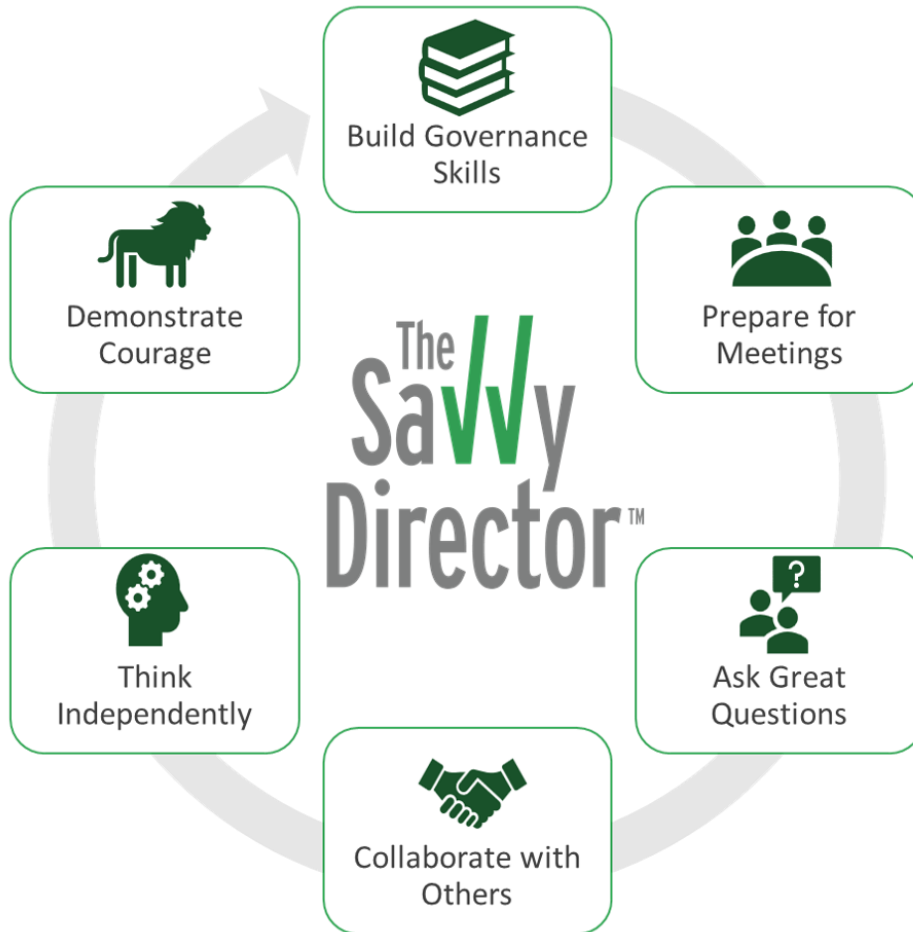 Build Governance
Skills
Prepare for
Meetings
Ask Great
Questions
Collaborate with
Others
Think
Independently
Demonstrate
Courage
The
Savvy
Director™
?